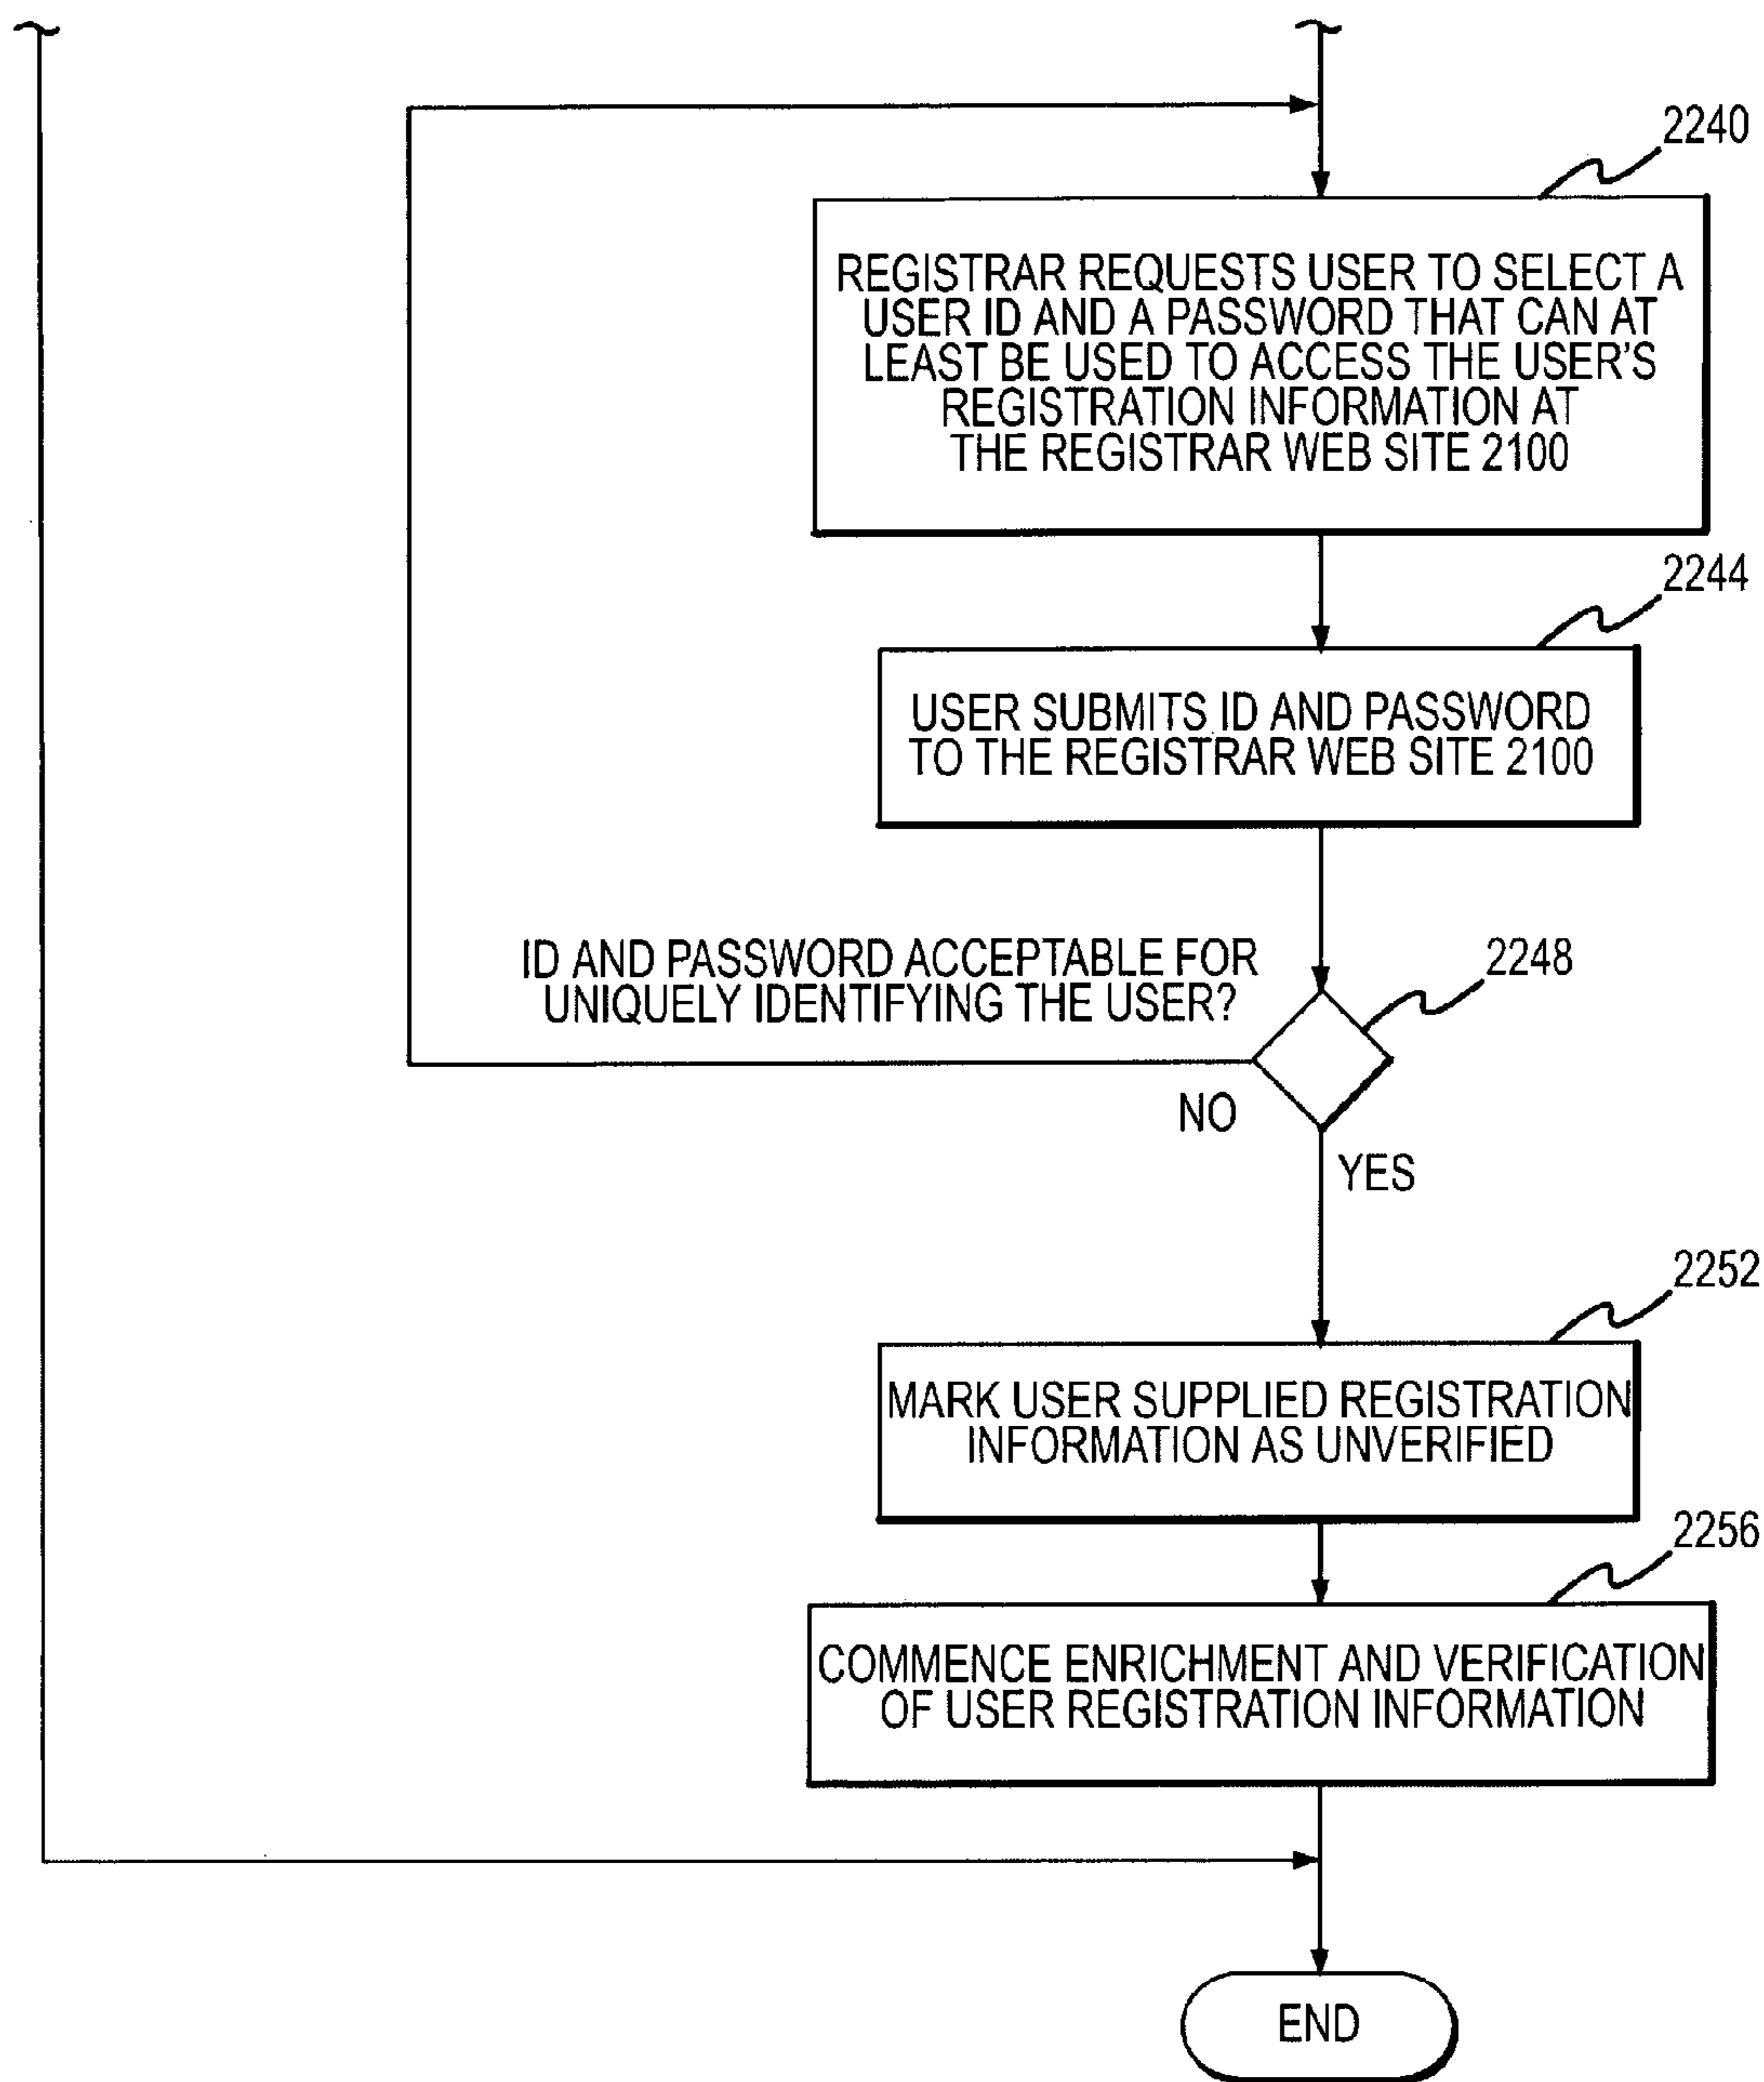 2240
REGISTRAR REQUESTS USER TO SELECT A
USER ID AND A PASSWORD THAT CAN AT
LEAST BE USED TO ACCESS THE USER'S
REGISTRATION INFORMATION AT
THE REGISTRAR WEB SITE 2100
2244
USER SUBMITS ID AND PASSWORD
TO THE REGISTRAR WEB SITE 2100
ID AND PASSWORD ACCEPTABLE FOR
UNIQUELY IDENTIFYING THE USER?
2248
NO
YES
2252
MARK USER SUPPLIED REGISTRATION
INFORMATION AS UNVERIFIED
2256
COMMENCE ENRICHMENT AND VERIFICATION
OF USER REGISTRATION INFORMATION
END